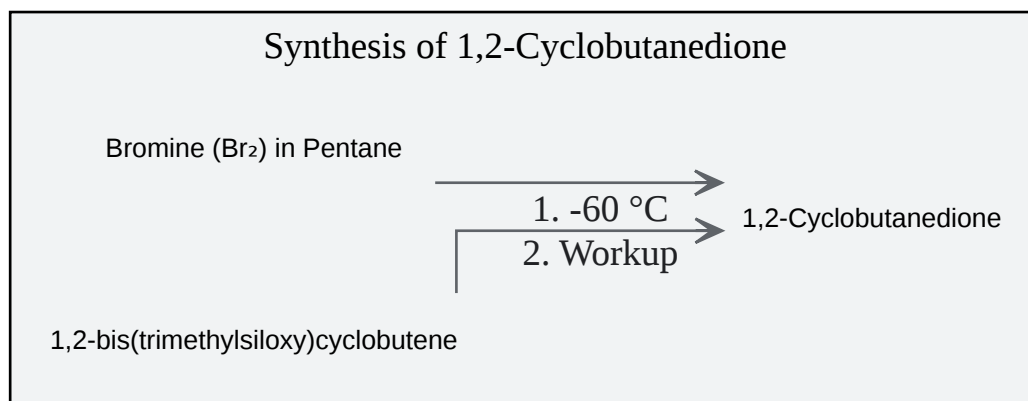 Synthesis of 1,2-Cyclobutanedione
Bromine (Br₂) in Pentane
1. -60 °C
2. Workup
1,2-Cyclobutanedione
1,2-bis(trimethylsiloxy)cyclobutene